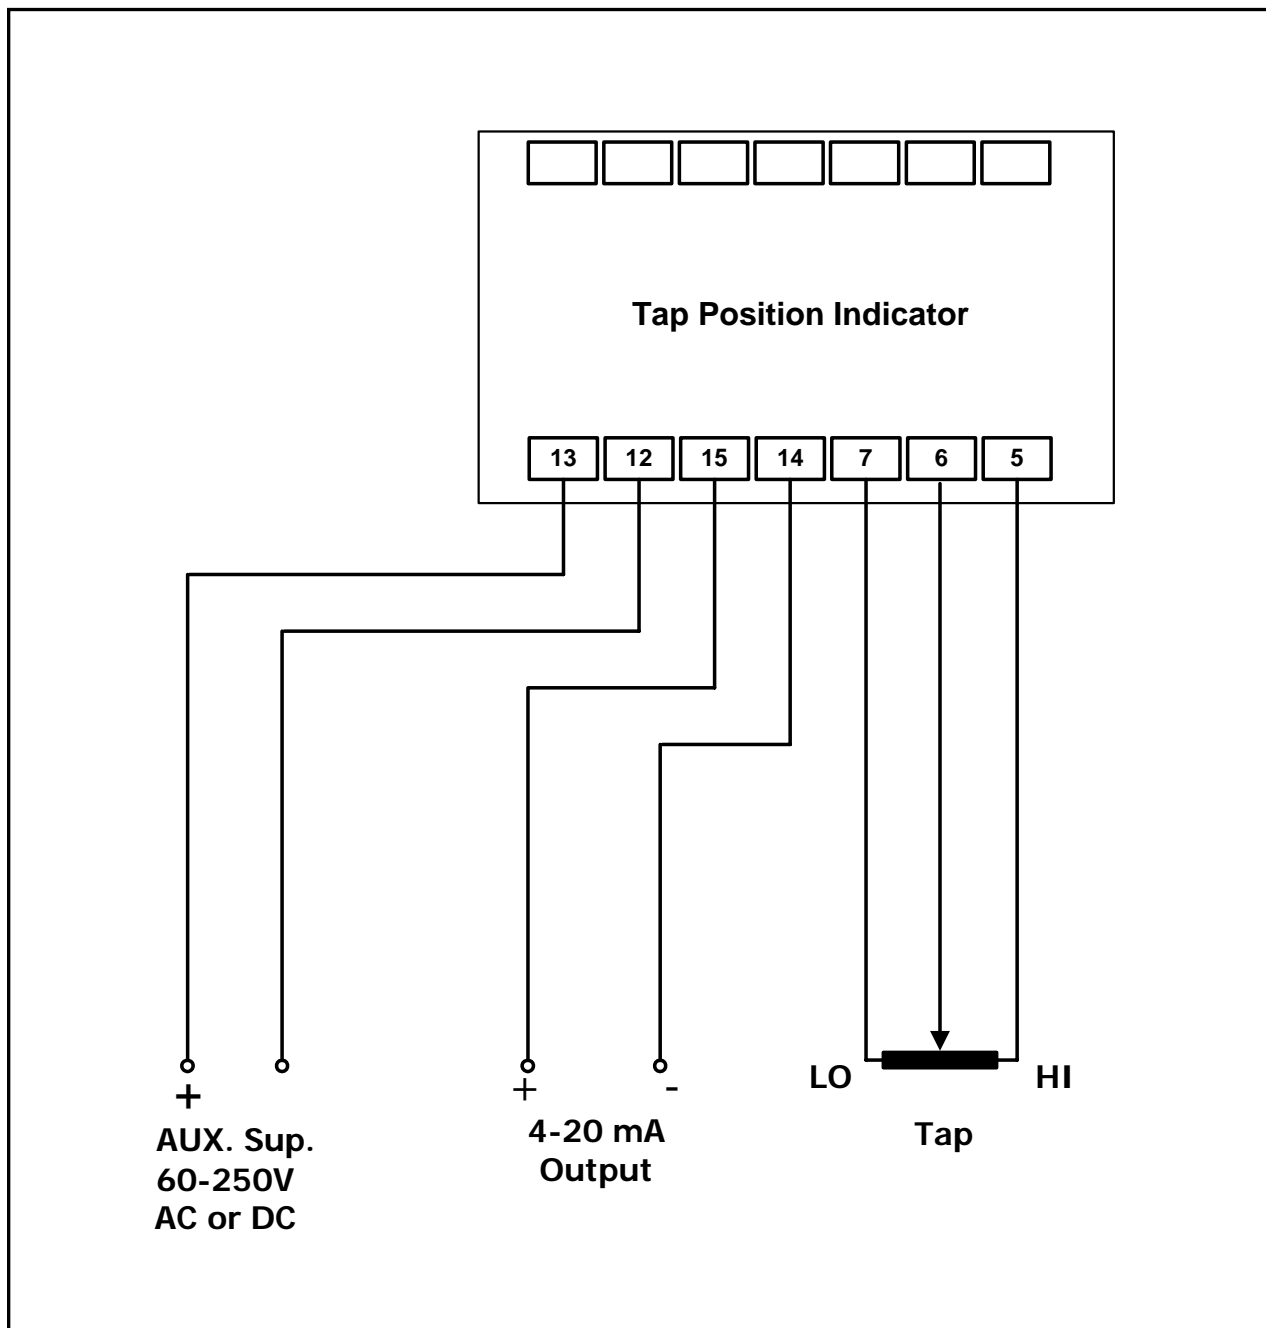 Tap Position Indicator
13 12 15 14 7 6 5
+ + -
LO HI
AUX. Sup.
60-250V
AC or DC
4-20 mA
Output
Tap